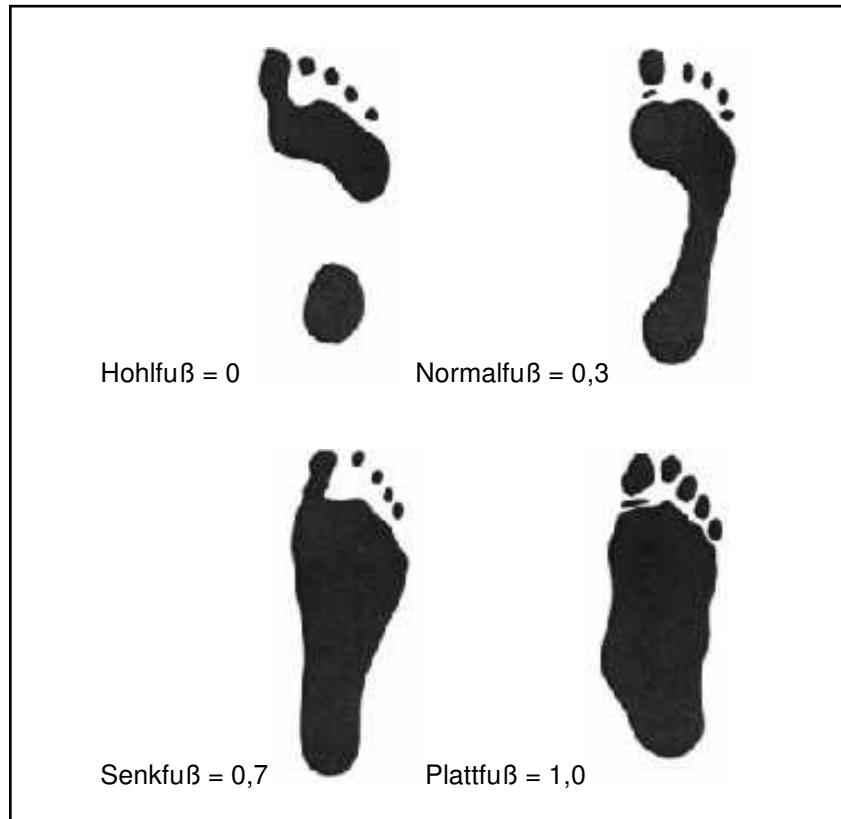 Hohlfuß = 0
Normalfuß = 0,3
Senkfuß = 0,7
Plattfuß = 1,0